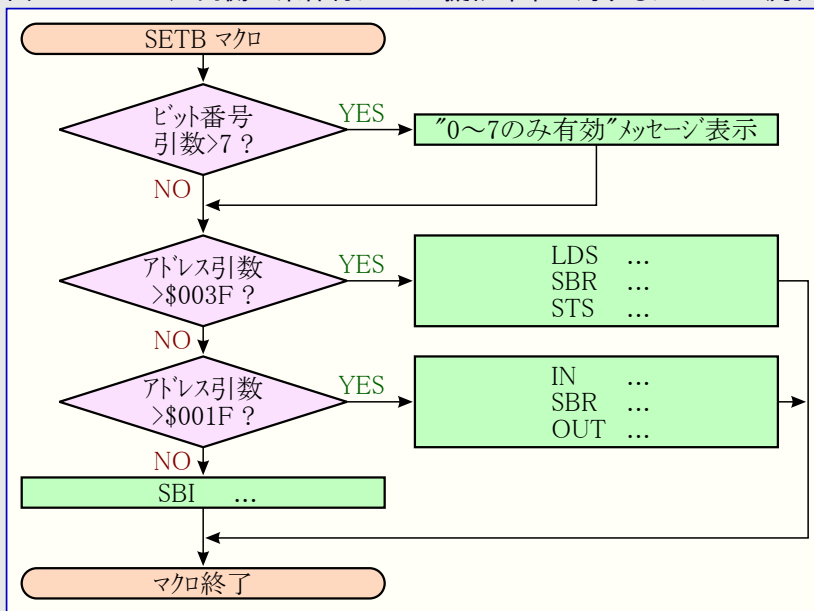 SETB マクロ
ビット番号
引数>7 ?
YES
"0～7のみ有効"メッセージ表示
NO
アドレス引数
>$003F ?
YES
LDS ...
SBR ...
STS ...
NO
アドレス引数
>$001F ?
YES
IN ...
SBR ...
OUT ...
NO
SBI ...
マクロ終了